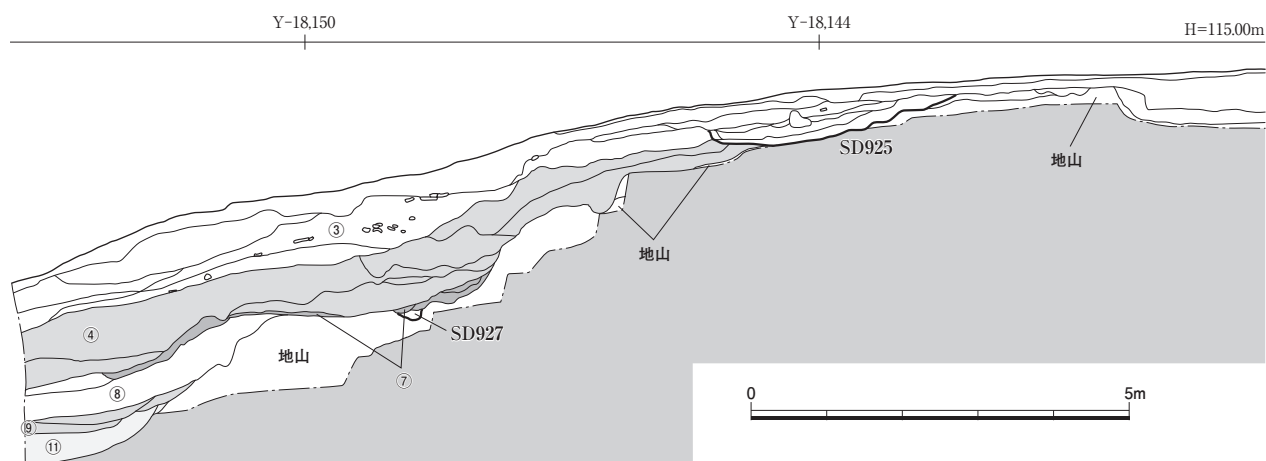 Y-18,150
Y-18,144
H=115.00m
SD925
地山
③
地山
④
SD927
地山
⑦
⑧
⑨
⑪
0
5m